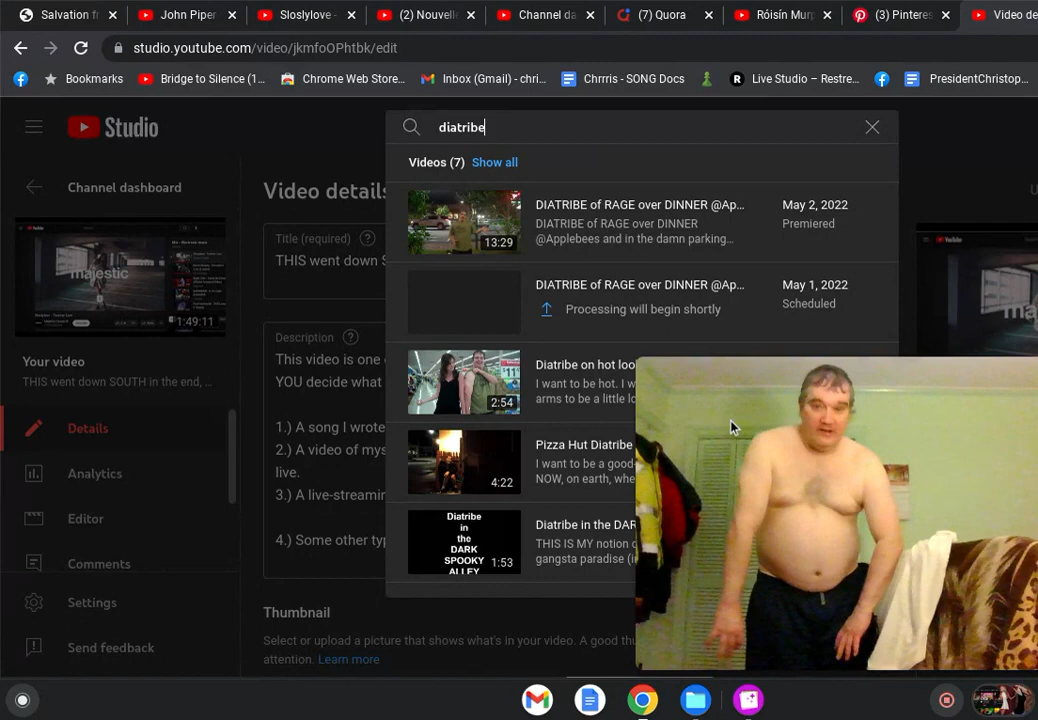 Salvation fr
John Piper
Sloslylove -
(2) Nouvelle
Channel da
(7) Quora
Róisín Murp
(3) Pinteres
Video de
studio.youtube.com/video/jkmfoOPhtbk/edit
Bookmarks
Bridge to Silence (1...
Chrome Web Store...
Inbox (Gmail) - chri...
Chrrris - SONG Docs
Live Studio – Restre...
PresidentChristop...
Studio
diatribe
Videos (7) Show all
Channel dashboard
Video details
DIATRIBE of RAGE over DINNER @Ap...
May 2, 2022
DIATRIBE of RAGE over DINNER
Premiered
@Applebees and in the damn parking...
13:29
Title (required)
THIS went down S
DIATRIBE of RAGE over DINNER @Ap...
May 1, 2022
Processing will begin shortly
Scheduled
majestic
1:49:11
Description
This video is one
YOU decide what
Your video
THIS went down SOUTH in the end, ...
Diatribe on hot loo
I want to be hot. I w
arms to be a little lo
2:54
Details
1.) A song I wrote
2.) A video of mys
live.
3.) A live-streamin
4.) Some other typ
Pizza Hut Diatribe
I want to be a good-
NOW, on earth, whe
4:22
Analytics
Editor
Diatribe
in
the
DARK
SPOOKY
ALLEY
1:53
Diatribe in the DAR
THIS IS MY notion o
gangsta paradise (i
Comments
Settings
Send feedback
Thumbnail
Select or upload a picture that shows what's in your video. A good thu
attention. Learn more